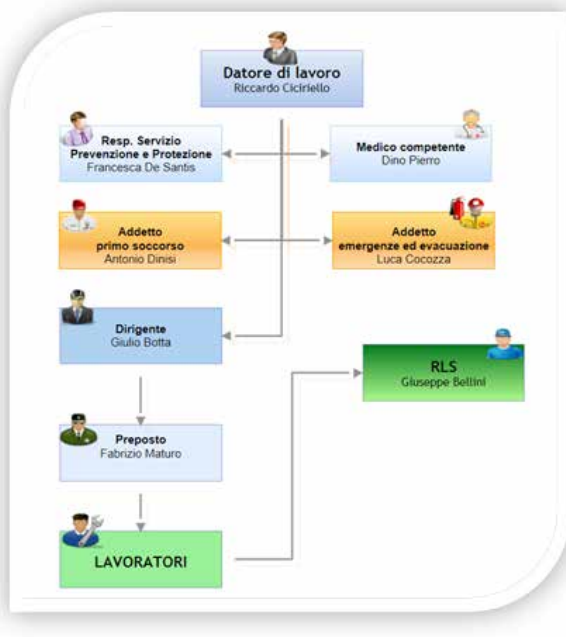 Datore di lavoro
Riccardo Ciciriello
Resp. Servizio
Prevenzione e Protezione
Francesca De Santis
Medico competente
Dino Pierro
Addetto
primo soccorso
Antonio Dinisi
Addetto
emergenze ed evacuazione
Luca Cocozza
Dirigente
Giulio Botta
RLS
Giuseppe Bellini
Preposto
Fabrizio Maturo
LAVORATORI